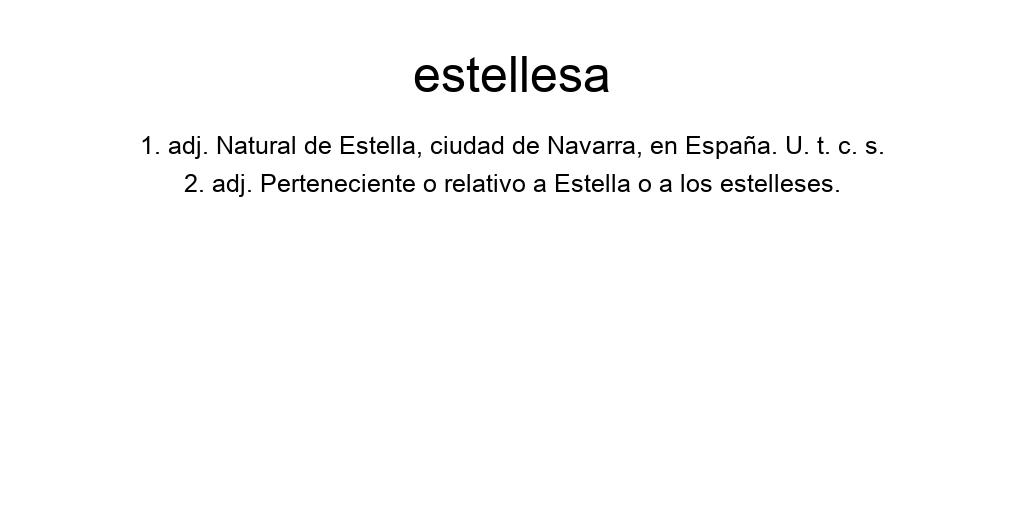 estellesa
1. adj. Natural de Estella, ciudad de Navarra, en España. U. t. c. s.
2. adj. Perteneciente o relativo a Estella o a los estelleses.